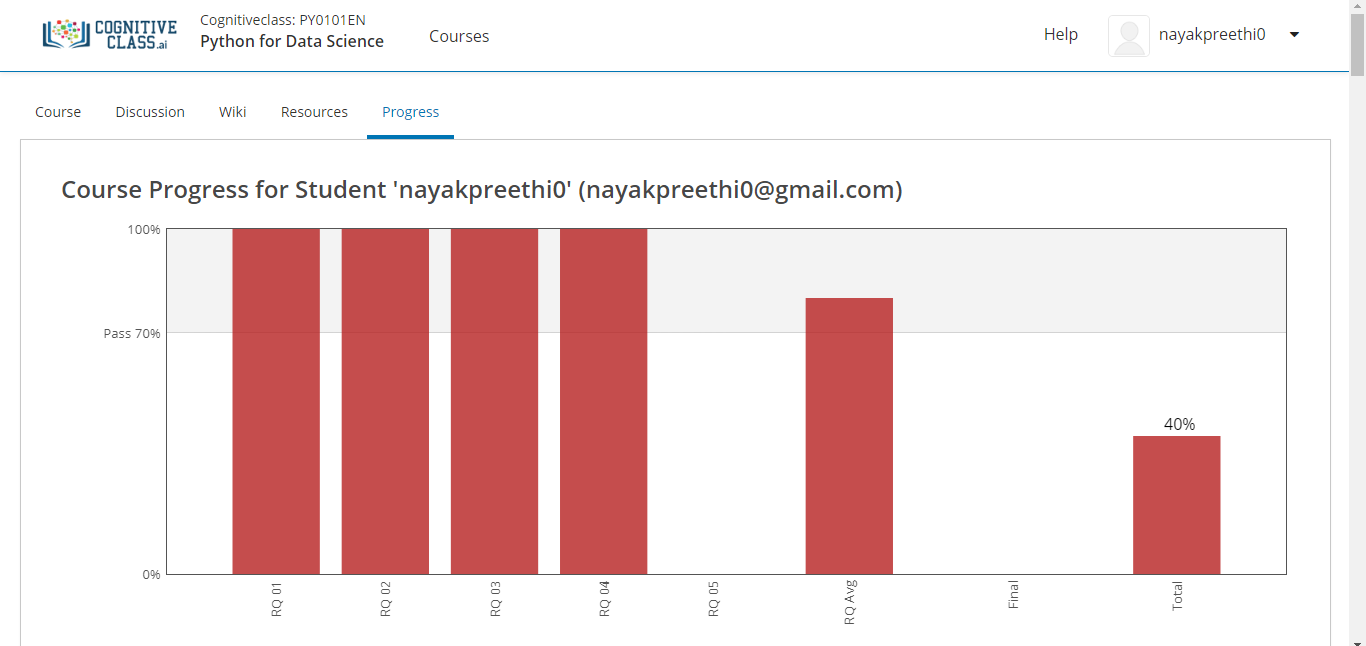 COGNITIVE
CLASS.ai
Cognitiveclass: PY0101EN
Python for Data Science
Courses
Help
nayakpreethi0
Course
Discussion
Wiki
Resources
Progress
Course Progress for Student 'nayakpreethi0' (nayakpreethi0@gmail.com)
100%
Pass 70%
40%
0%
RQ 01
RQ 02
RQ 03
RQ 04
RQ 05
RQ Avg
Final
Total